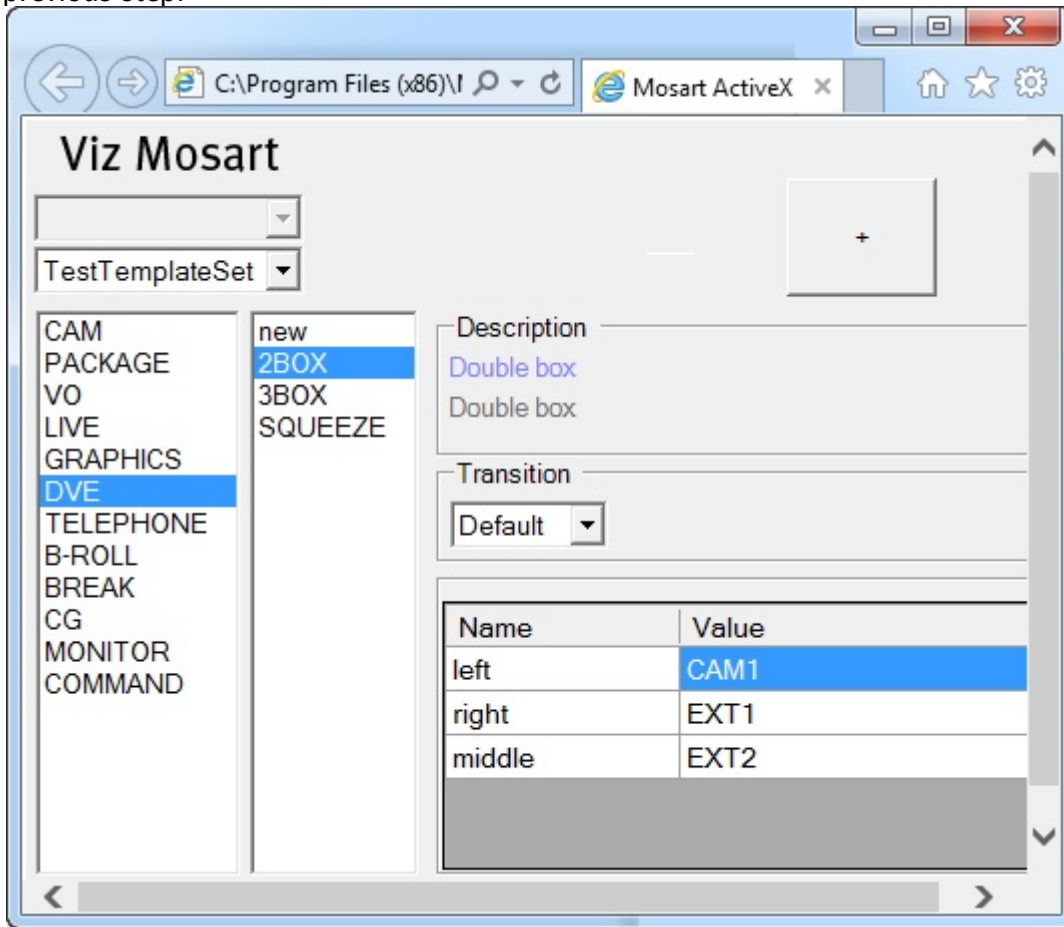 previous step.
C:\Program Files (x86)\
Mosart ActiveX
Viz Mosart
+
TestTemplateSet
CAM
PACKAGE
VO
LIVE
GRAPHICS
DVE
TELEPHONE
B-ROLL
BREAK
CG
MONITOR
COMMAND
new
2BOX
3BOX
SQUEEZE
Description
Double box
Double box
Transition
Default
Name Value
left CAM1
right EXT1
middle EXT2